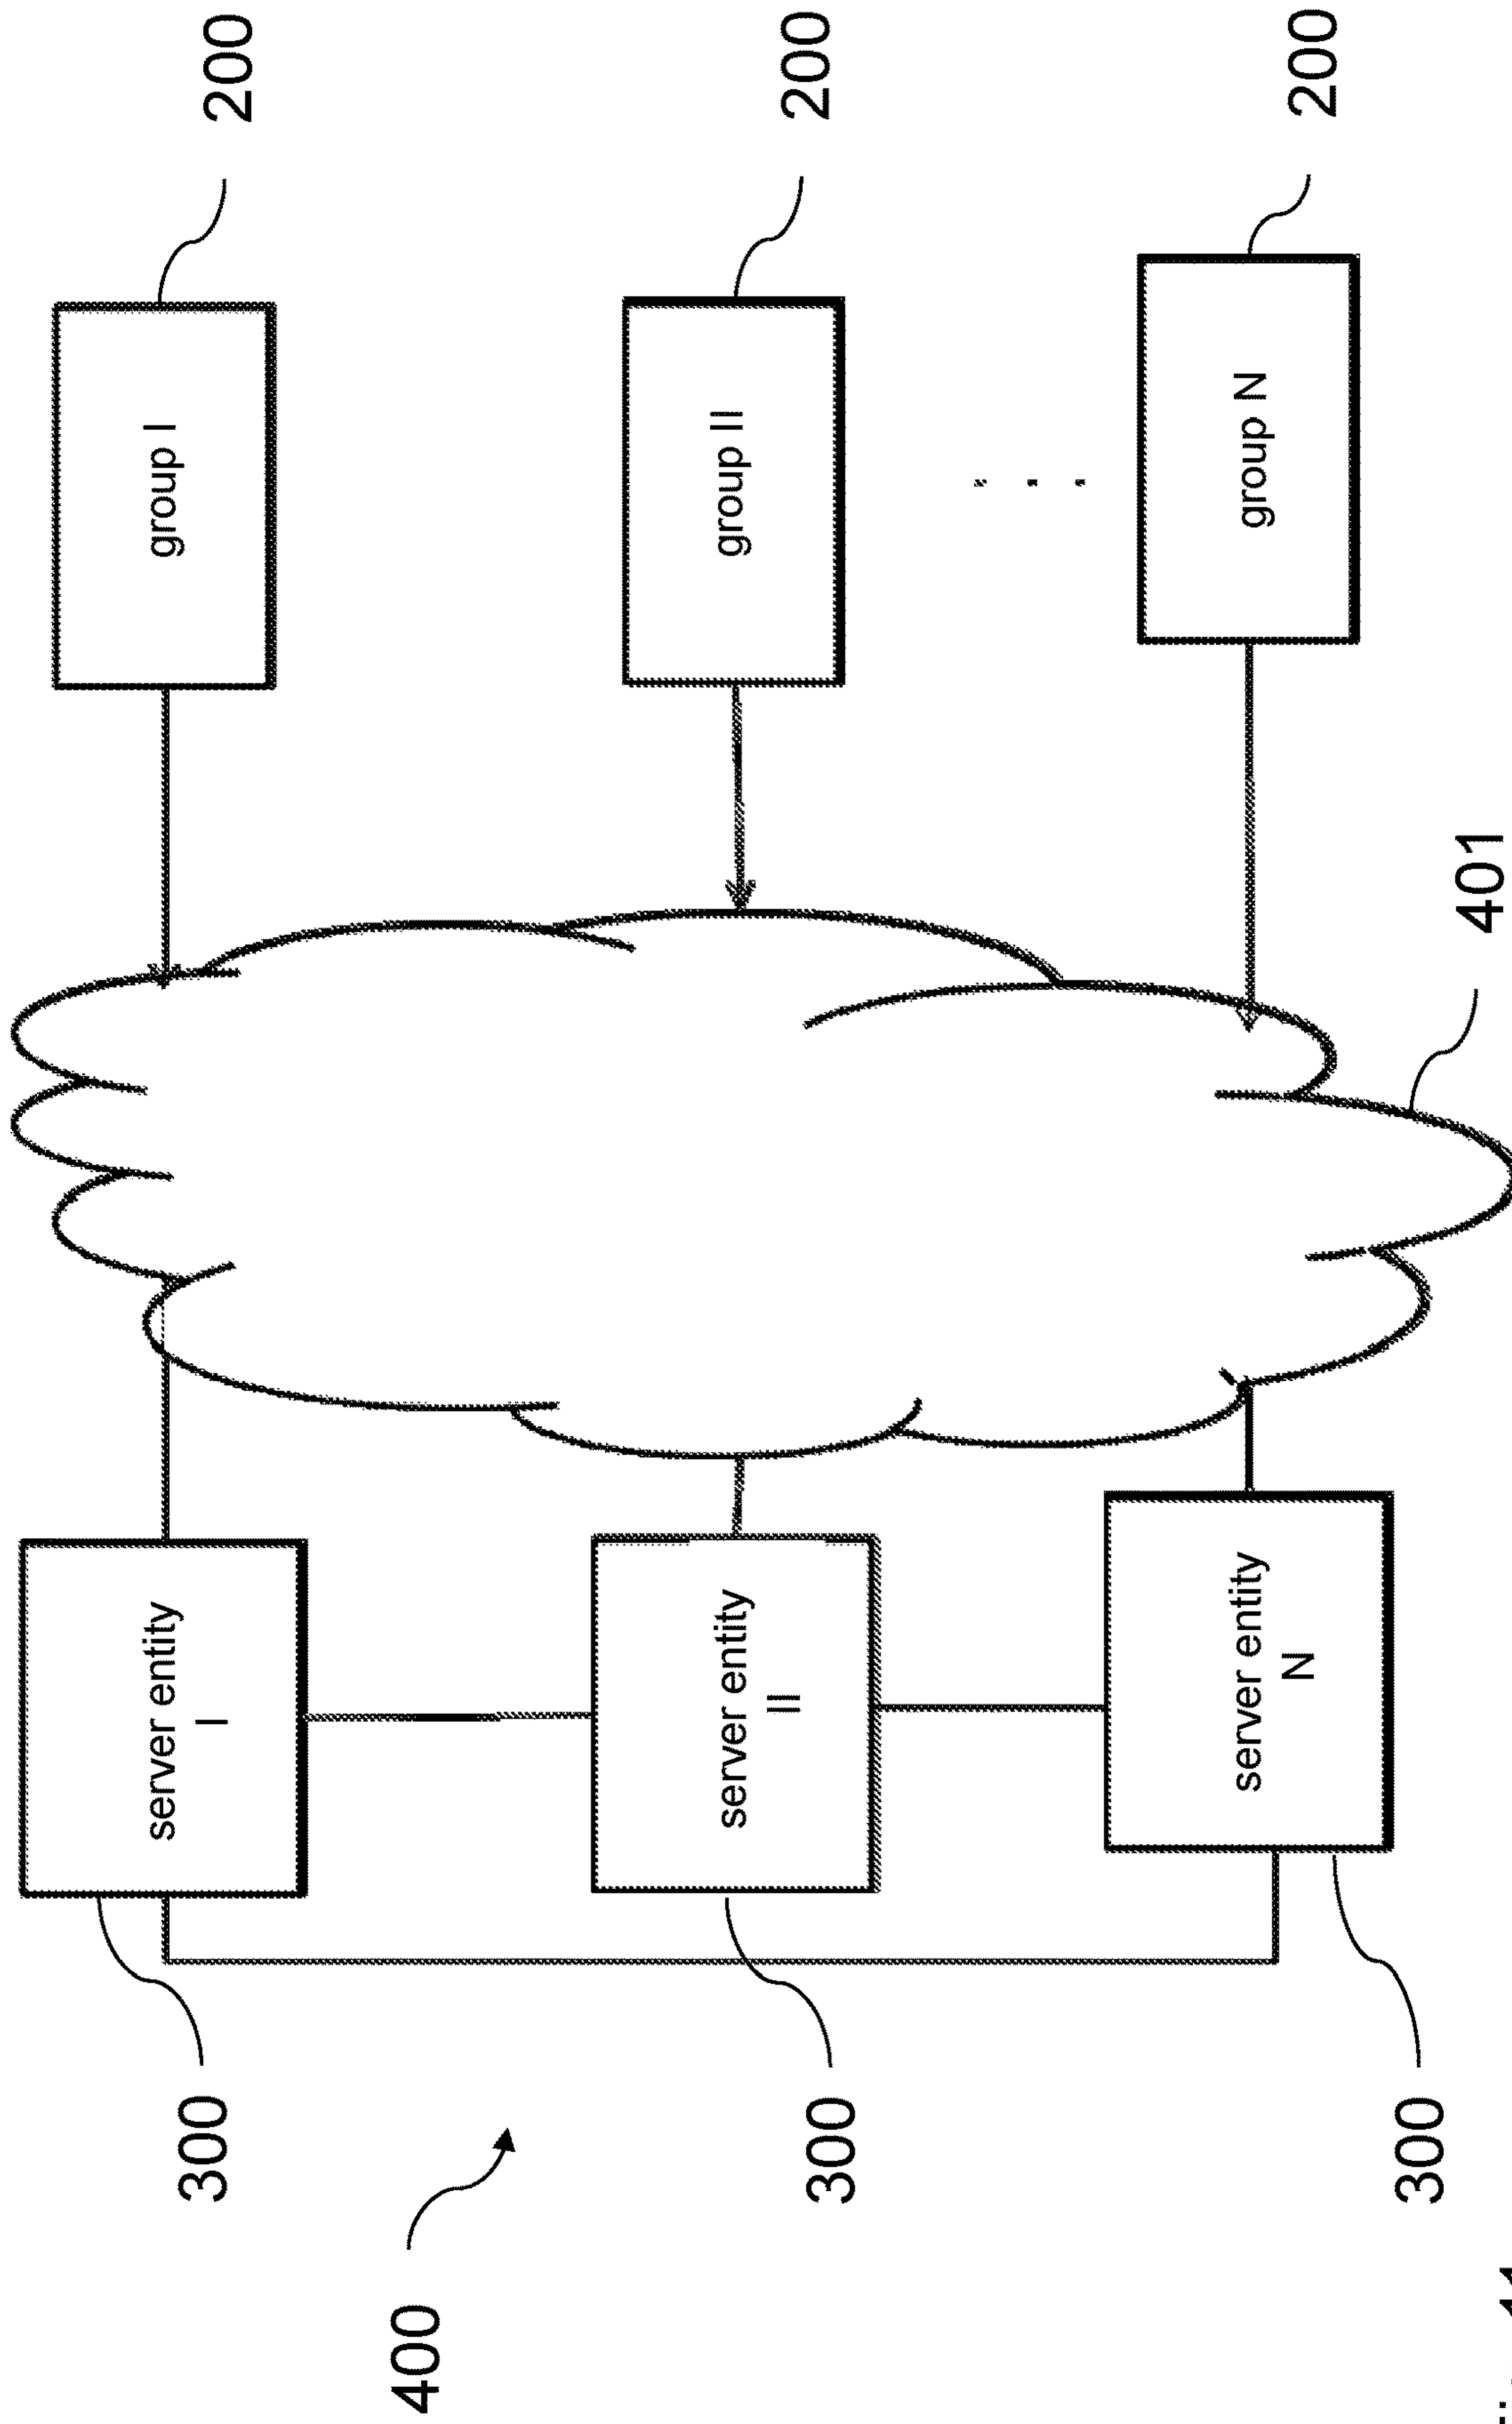 server entity
I
group I
200
300
400
server entity
II
group II
200
300
. . .
server entity
N
group N
200
300
401